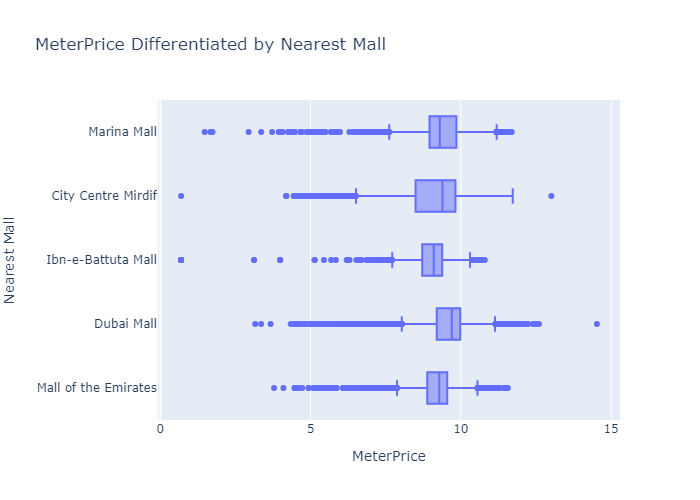 MeterPrice Differentiated by Nearest Mall
Nearest Mall
Marina Mall
City Centre Mirdif
Ibn-e-Battuta Mall
Dubai Mall
Mall of the Emirates
0 5 10 15
MeterPrice